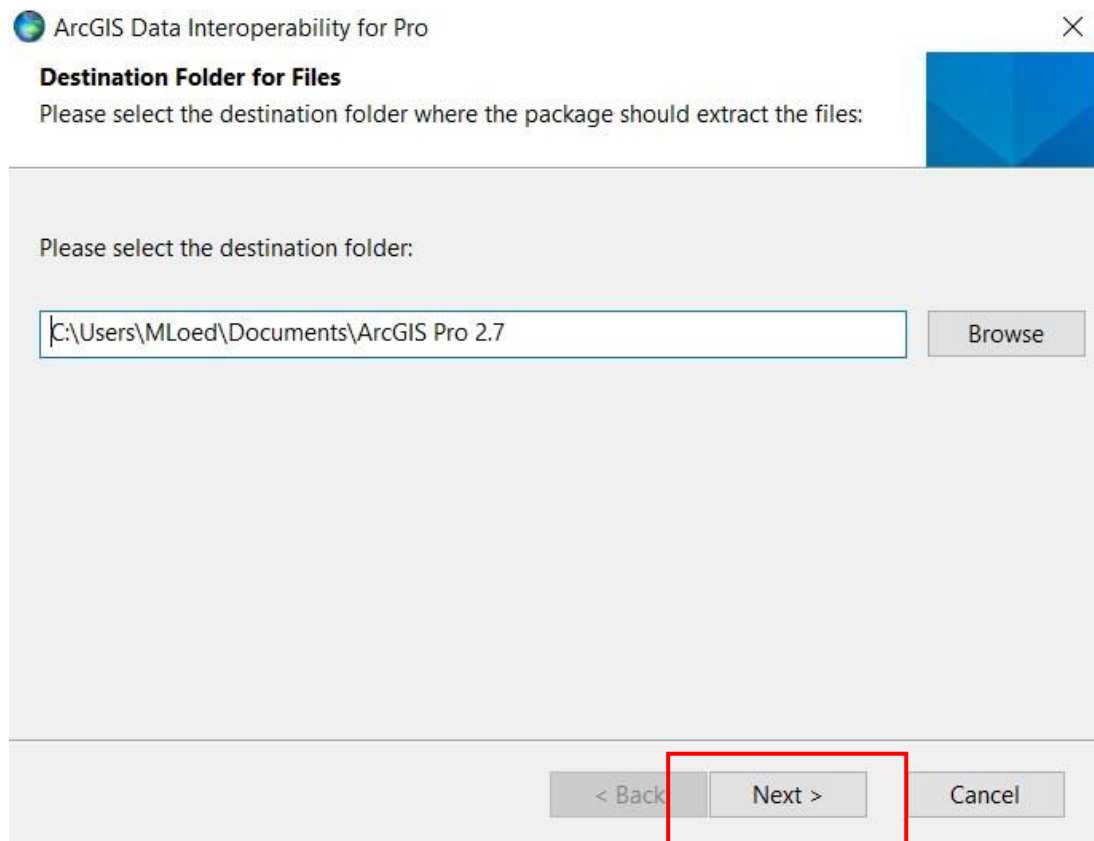 ArcGIS Data Interoperability for Pro
Destination Folder for Files
Please select the destination folder where the package should extract the files:
Please select the destination folder:
C:\Users\MLoed\Documents\ArcGIS Pro 2.7
Browse
< Back
Next >
Cancel